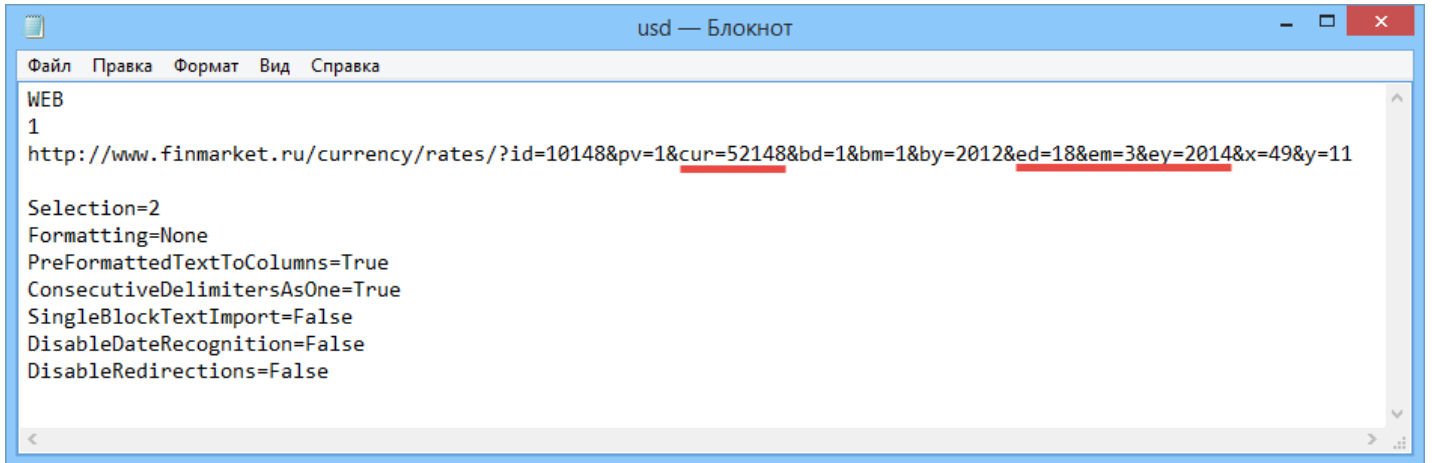 usd — Блокнот
Файл Правка Формат Вид Справка
WEB
1
http://www.finmarket.ru/currency/rates/?id=10148&pv=1&cur=52148&bd=1&bm=1&by=2012&ed=18&em=3&ey=2014&x=49&y=11
Selection=2
Formatting=None
PreFormattedTextToColumns=True
ConsecutiveDelimitersAsOne=True
SingleBlockTextImport=False
DisableDateRecognition=False
DisableRedirections=False